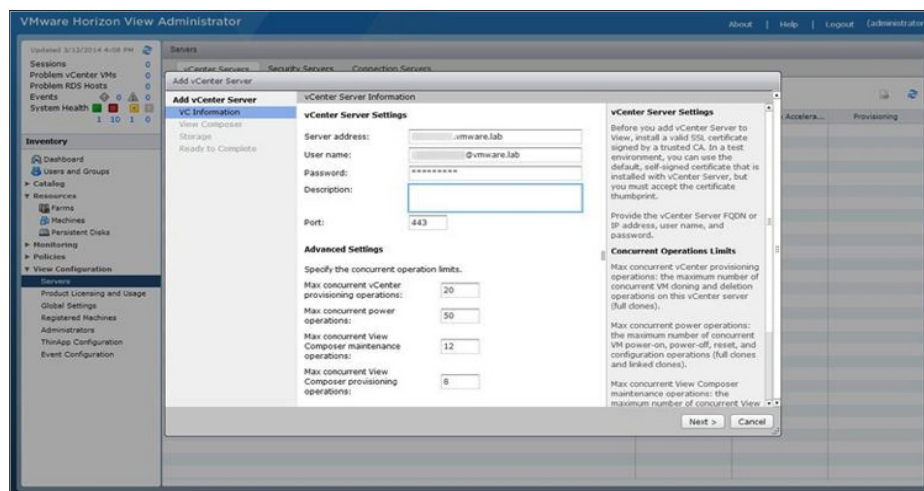 VMware Horizon View Administrator
About | Help | Logout (administrator
Updated 3/13/2014 4:08 PM
Sessions 0
Problem vCenter VMs 0
Problem RDS Hosts 0
Events 0 0
System Health
1 10 1 0
Inventory
Dashboard
Users and Groups
Catalog
Resources
Farms
Machines
Persistent Disks
Monitoring
Policies
View Configuration
Servers
Product Licensing and Usage
Global Settings
Registered Machines
Administrators
ThinApp Configuration
Event Configuration
Servers
vCenter Servers Security Servers Connection Servers
Accelera... Provisioning
Add vCenter Server
Add vCenter Server
VC Information
View Composer
Storage
Ready to Complete
vCenter Server Information
vCenter Server Settings
Server address: .vmware.lab
User name: @vmware.lab
Password: *********
Description:
Port: 443
Advanced Settings
Specify the concurrent operation limits.
Max concurrent vCenter
provisioning operations: 20
Max concurrent power
operations: 50
Max concurrent View
Composer maintenance
operations: 12
Max concurrent View
Composer provisioning
operations: 8
vCenter Server Settings
Before you add vCenter Server to
View, install a valid SSL certificate
signed by a trusted CA. In a test
environment, you can use the
default, self-signed certificate that is
installed with vCenter Server, but
you must accept the certificate
thumbprint.
Provide the vCenter Server FQDN or
IP address, user name, and
password.
Concurrent Operations Limits
Max concurrent vCenter provisioning
operations: the maximum number of
concurrent VM cloning and deletion
operations on this vCenter server
(full clones).
Max concurrent power operations:
the maximum number of concurrent
VM power-on, power-off, reset, and
configuration operations (full clones
and linked clones).
Max concurrent View Composer
maintenance operations: the
maximum number of concurrent View
Next > Cancel